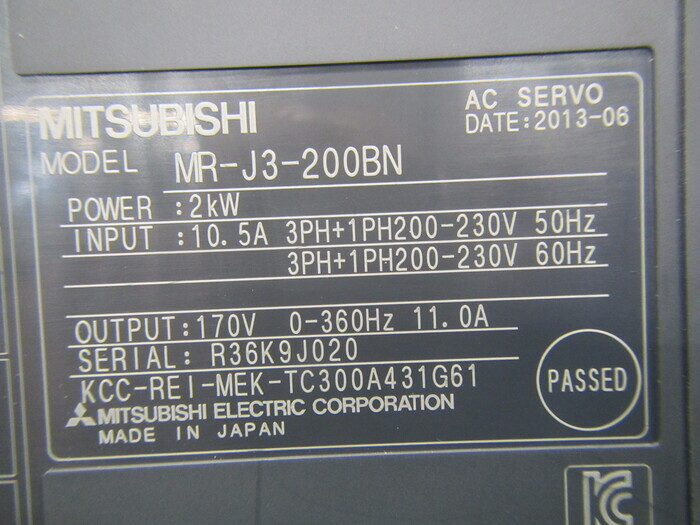 MITSUBISHI
AC SERVO
DATE:2013-06
MODEL MR-J3-200BN
POWER :2kW
INPUT :10.5A 3PH+1PH200-230V 50Hz
3PH+1PH200-230V 60Hz
OUTPUT:170V 0-360Hz 11.0A
SERIAL: R36K9J020
KCC-REI-MEK-TC300A431G61
MITSUBISHI ELECTRIC CORPORATION
MADE IN JAPAN
PASSED